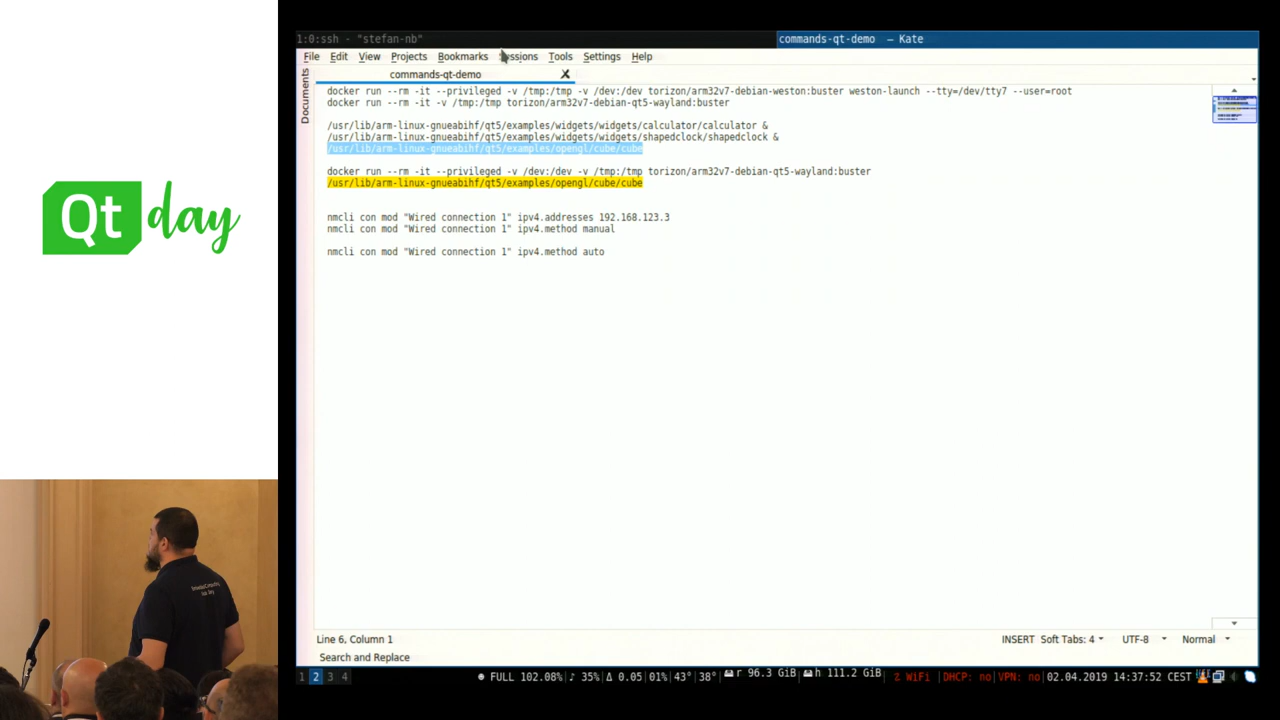 Qt day
1:0:ssh - "stefan-nb"
commands-qt-demo — Kate
File Edit View Projects Bookmarks Tools Settings Help
commands-qt-demo
Documents
docker run --rm -it --privileged -v /tmp:/tmp -v /dev:/dev torizon/arm32v7-debian-weston:buster weston-launch --tty=/dev/tty7 --user=root
docker run --rm -it -v /tmp:/tmp torizon/arm32v7-debian-qt5-wayland:buster
/usr/lib/arm-linux-gnueabihf/qt5/examples/widgets/widgets/calculator/calculator &
/usr/lib/arm-linux-gnueabihf/qt5/examples/widgets/widgets/shapedclock/shapedclock &
/usr/lib/arm-linux-gnueabihf/qt5/examples/opengl/cube/cube
docker run --rm -it --privileged -v /dev:/dev -v /tmp:/tmp torizon/arm32v7-debian-qt5-wayland:buster
/usr/lib/arm-linux-gnueabihf/qt5/examples/opengl/cube/cube
nmcli con mod "Wired connection 1" ipv4.addresses 192.168.123.3
nmcli con mod "Wired connection 1" ipv4.method manual
nmcli con mod "Wired connection 1" ipv4.method auto
Line 6, Column 1
INSERT Soft Tabs: 4 UTF-8 Normal
Search and Replace
1 2 3 4
FULL 102.08% | ♪ 35% | Δ 0.05 | 01% | 43° | 38° | r 96.3 GiB | h 111.2 GiB | WiFi | DHCP: no | VPN: no | 02.04.2019 14:37:52 CEST